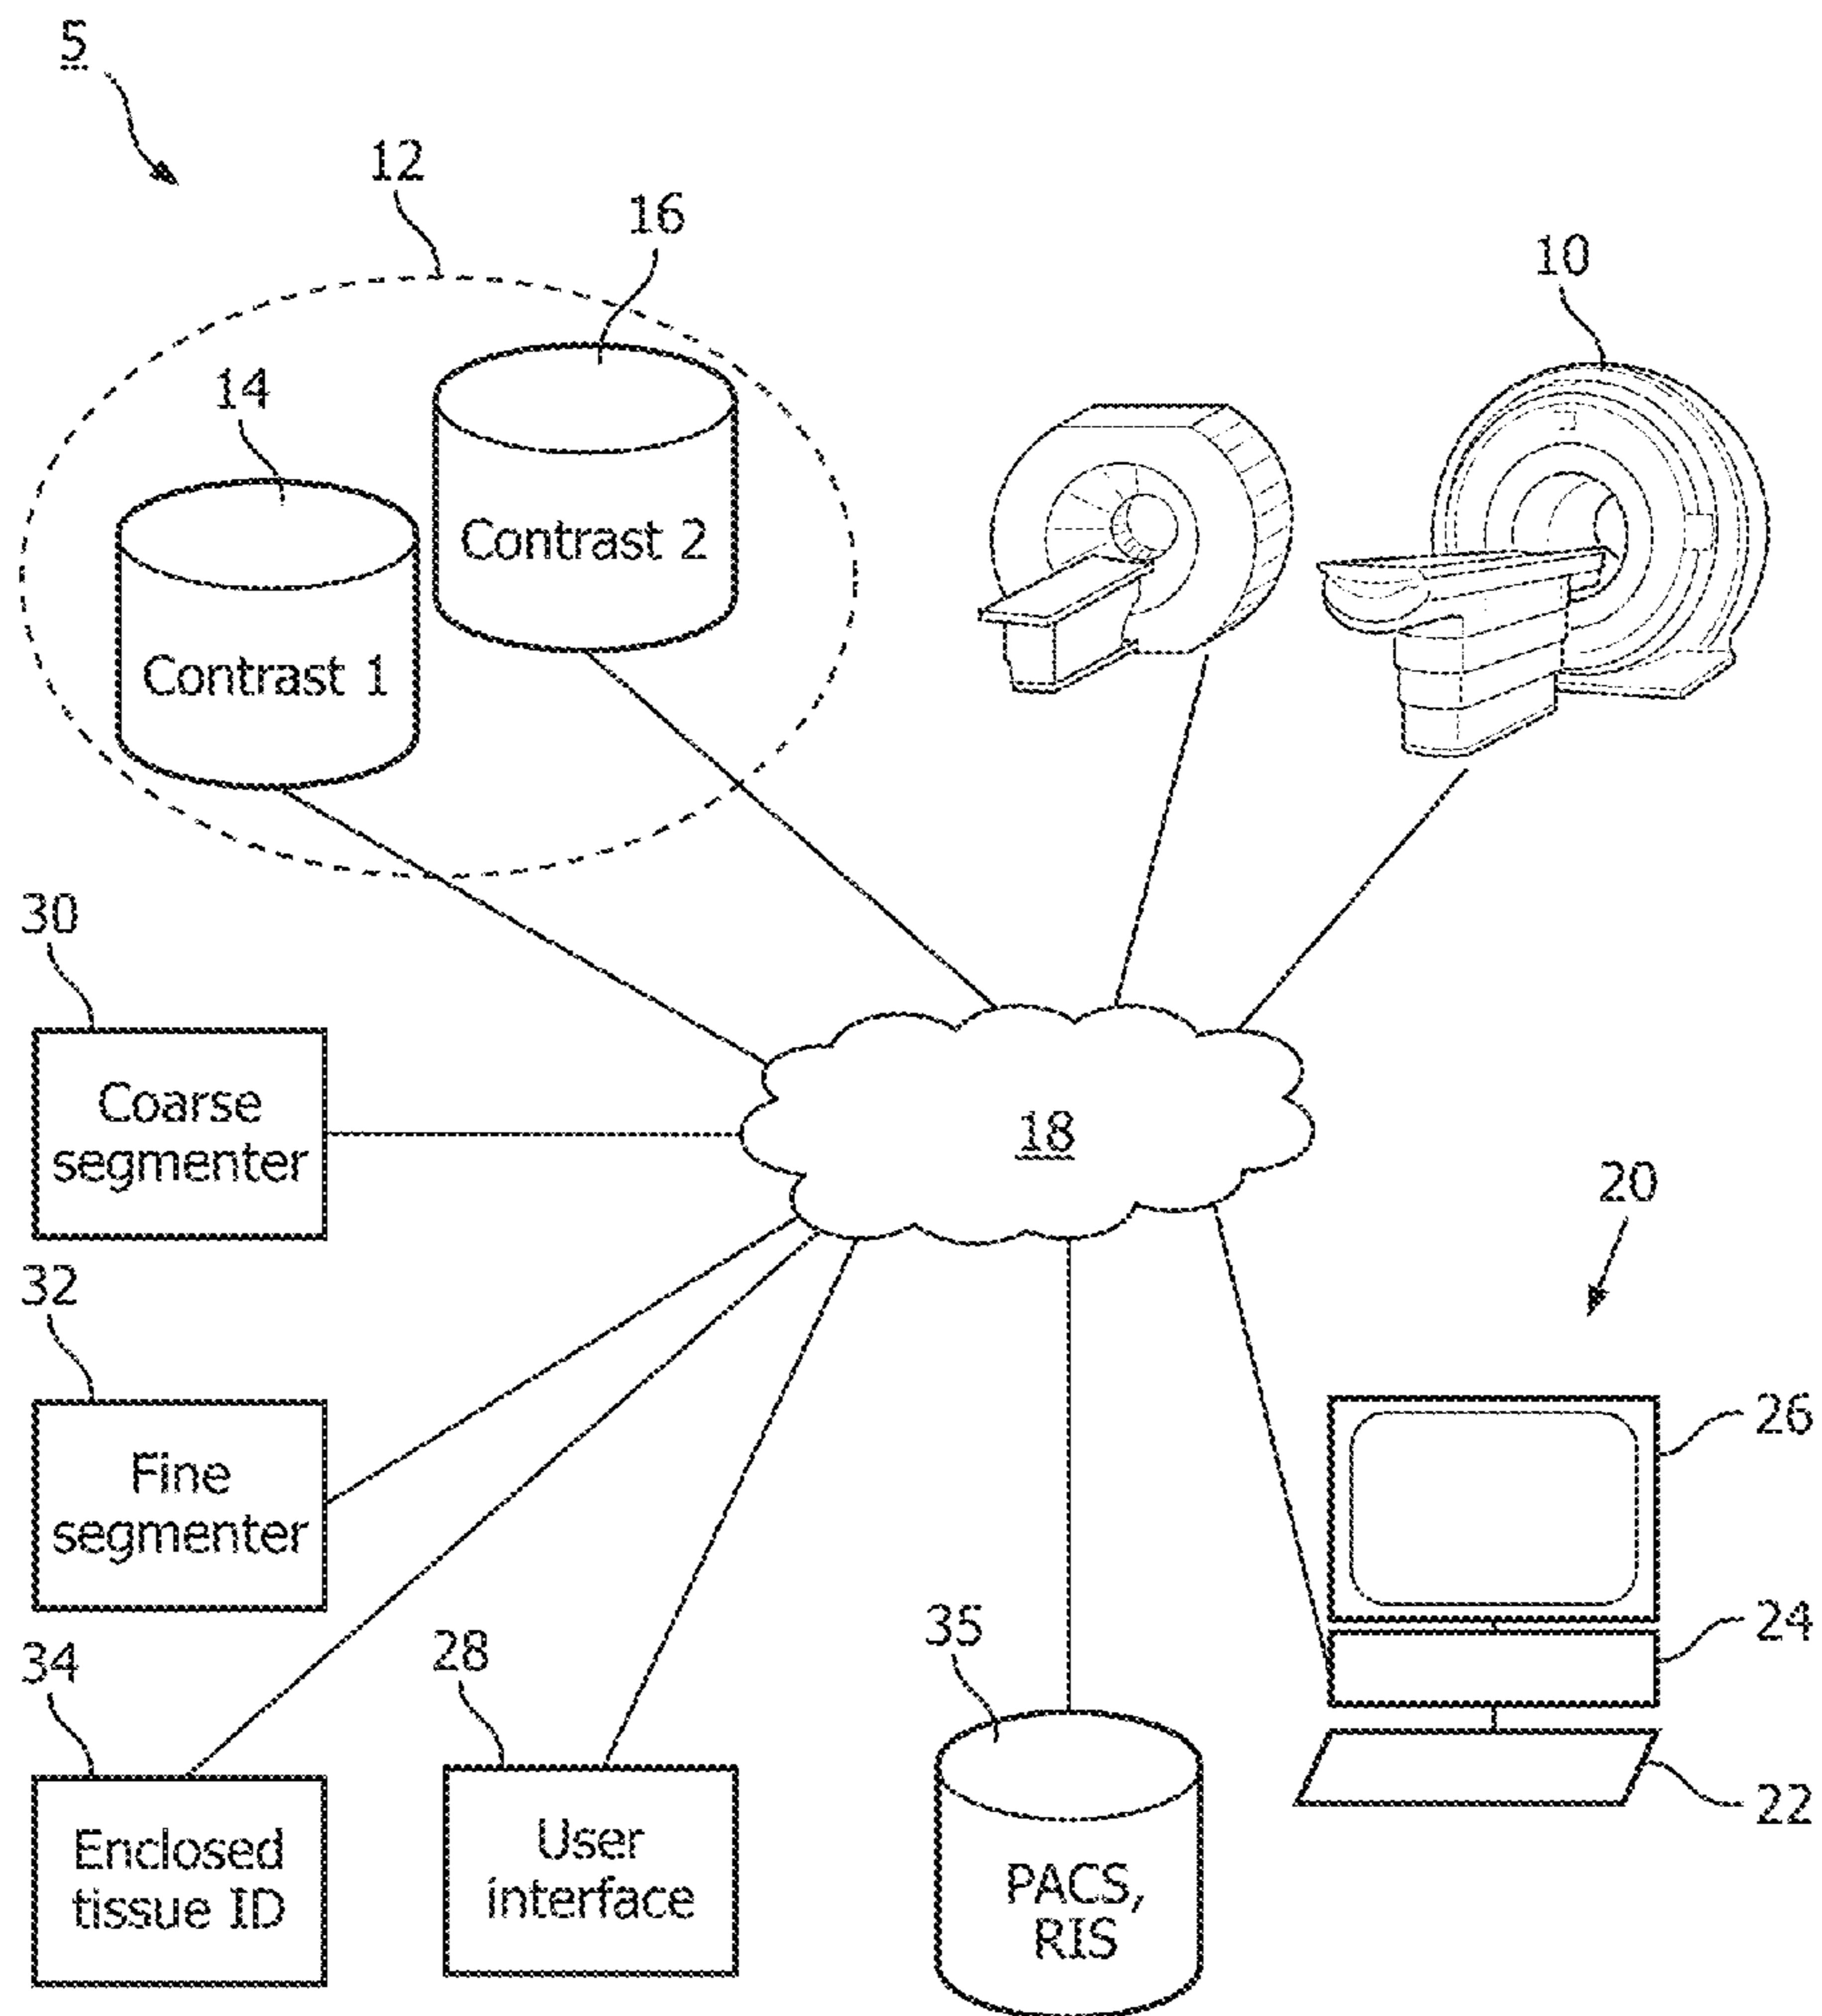 5
12
16
10
14
Contrast 2
Contrast 1
30
Coarse
segmenter
18
20
32
Fine
segmenter
26
24
22
34
28
35
Enclosed
tissue ID
User
interface
PACS,
RIS